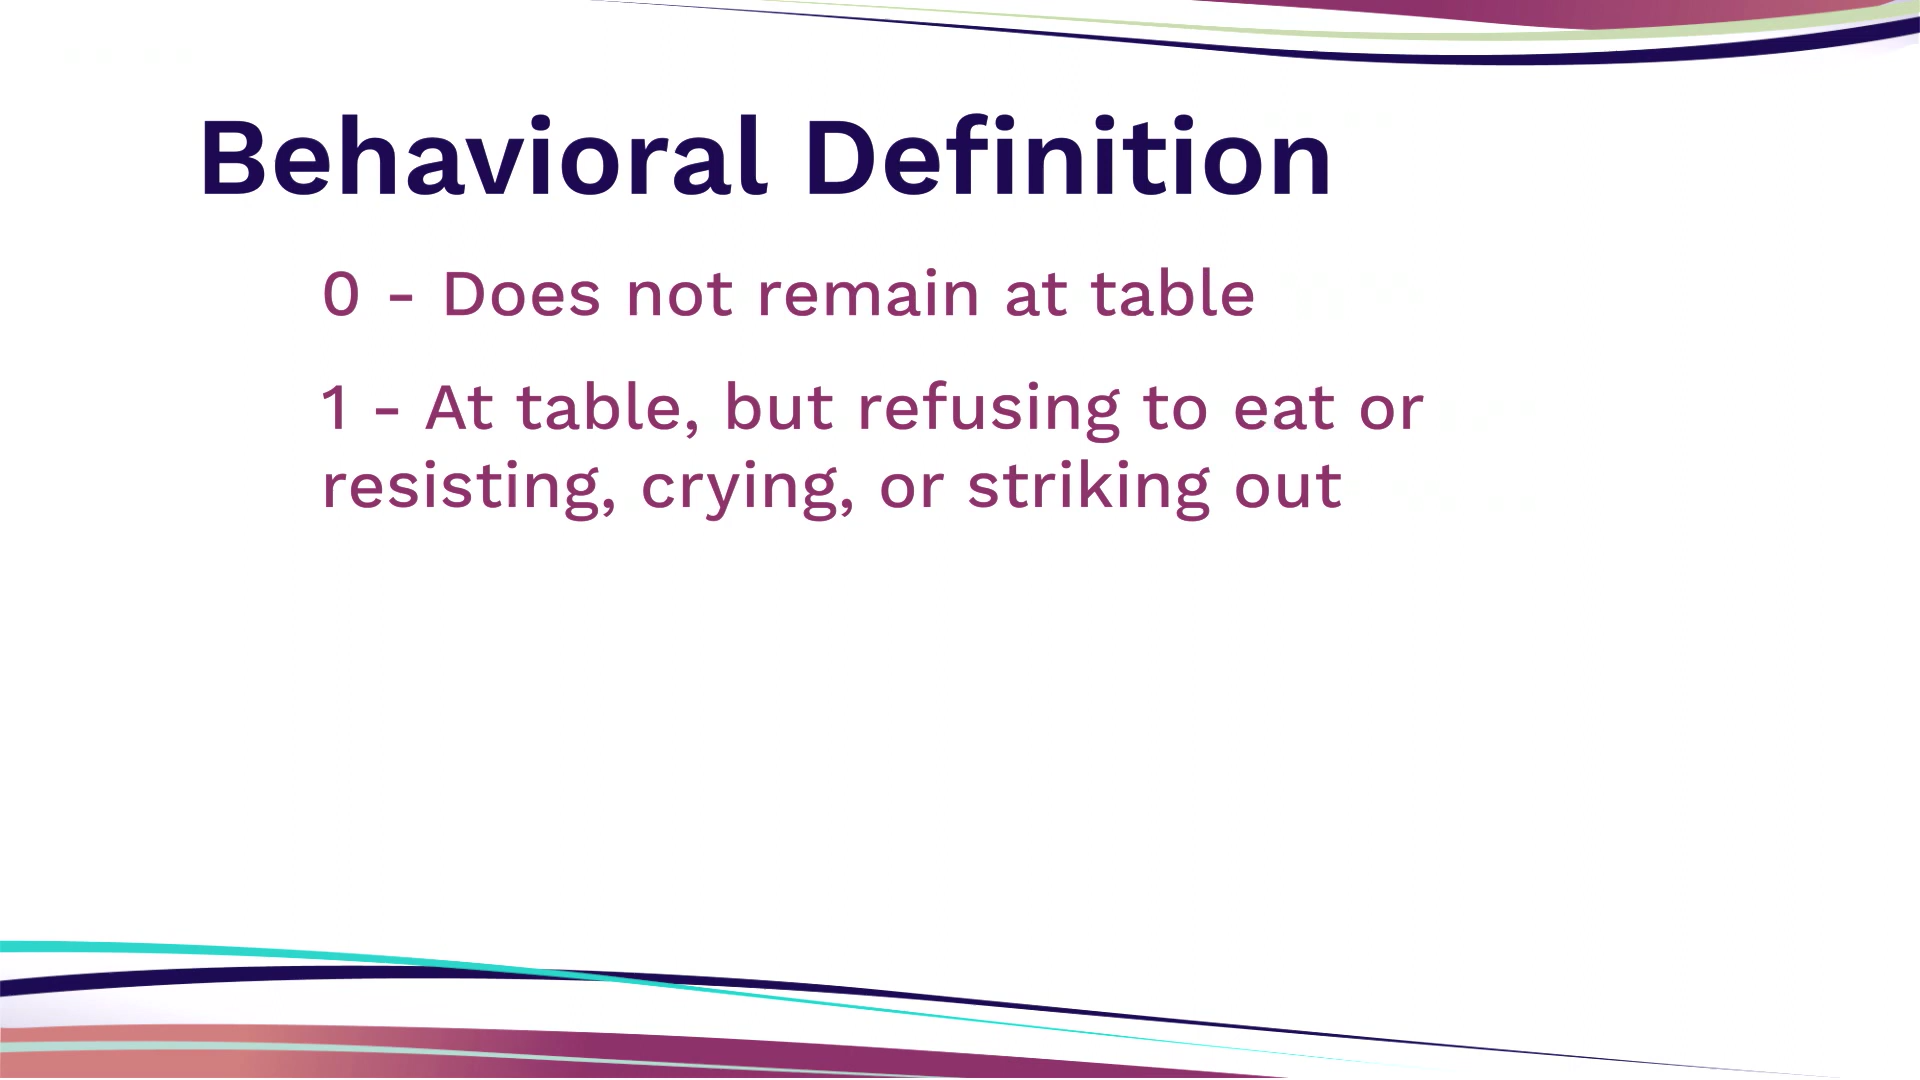 Behavioral Definition
0 - Does not remain at table
1 - At table, but refusing to eat or
resisting, crying, or striking out